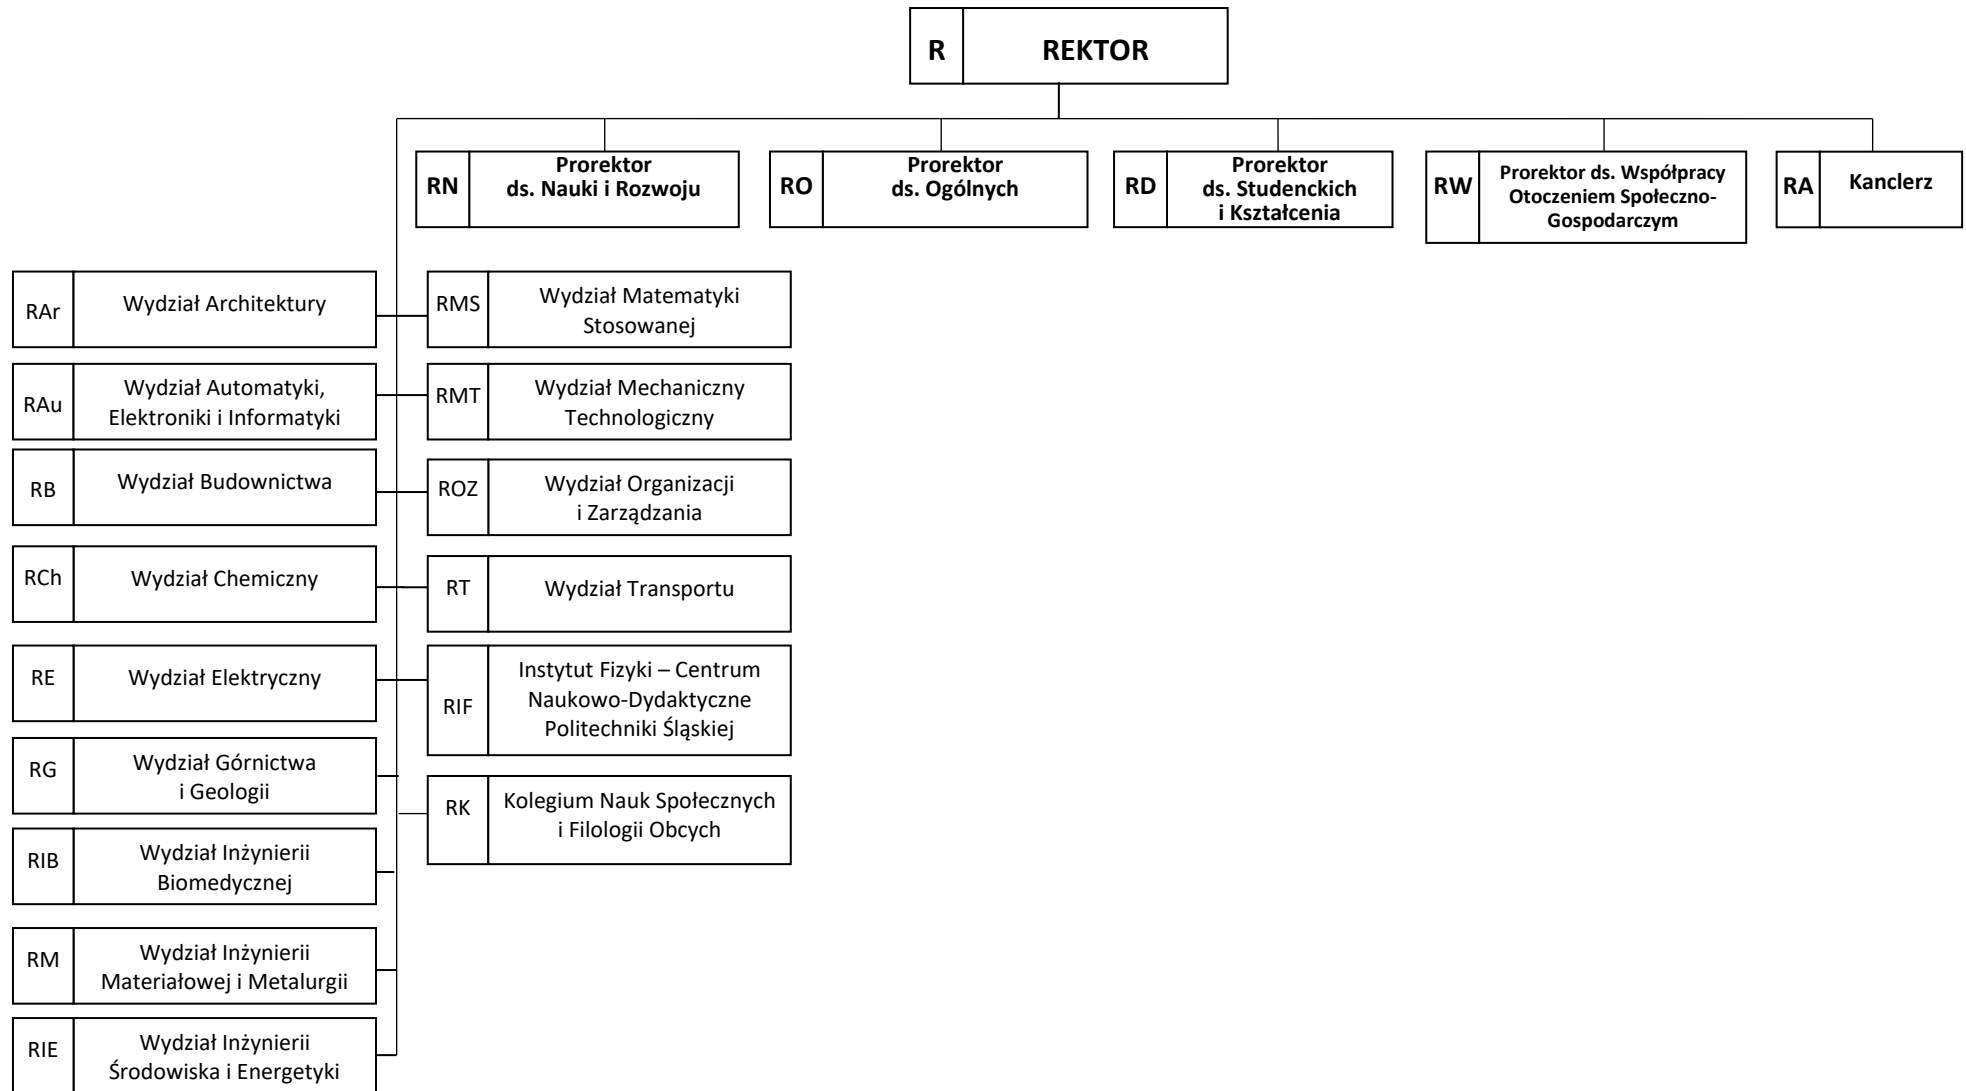 R
REKTOR
RN
Prorektor
ds. Nauki i Rozwoju
RO
Prorektor
ds. Ogólnych
RD
Prorektor
ds. Studenckich
i Kształcenia
RW
Prorektor ds. Współpracy
Otoczeniem Społeczno-
Gospodarczym
RA
Kanclerz
RAr
Wydział Architektury
RAu
Wydział Automatyki,
Elektroniki i Informatyki
RB
Wydział Budownictwa
RCh
Wydział Chemiczny
RE
Wydział Elektryczny
RG
Wydział Górnictwa
i Geologii
RIB
Wydział Inżynierii
Biomedycznej
RM
Wydział Inżynierii
Materiałowej i Metalurgii
RIE
Wydział Inżynierii
Środowiska i Energetyki
RMS
Wydział Matematyki
Stosowanej
RMT
Wydział Mechaniczny
Technologiczny
ROZ
Wydział Organizacji
i Zarządzania
RT
Wydział Transportu
RIF
Instytut Fizyki – Centrum
Naukowo-Dydaktyczne
Politechniki Śląskiej
RK
Kolegium Nauk Społecznych
i Filologii Obcych